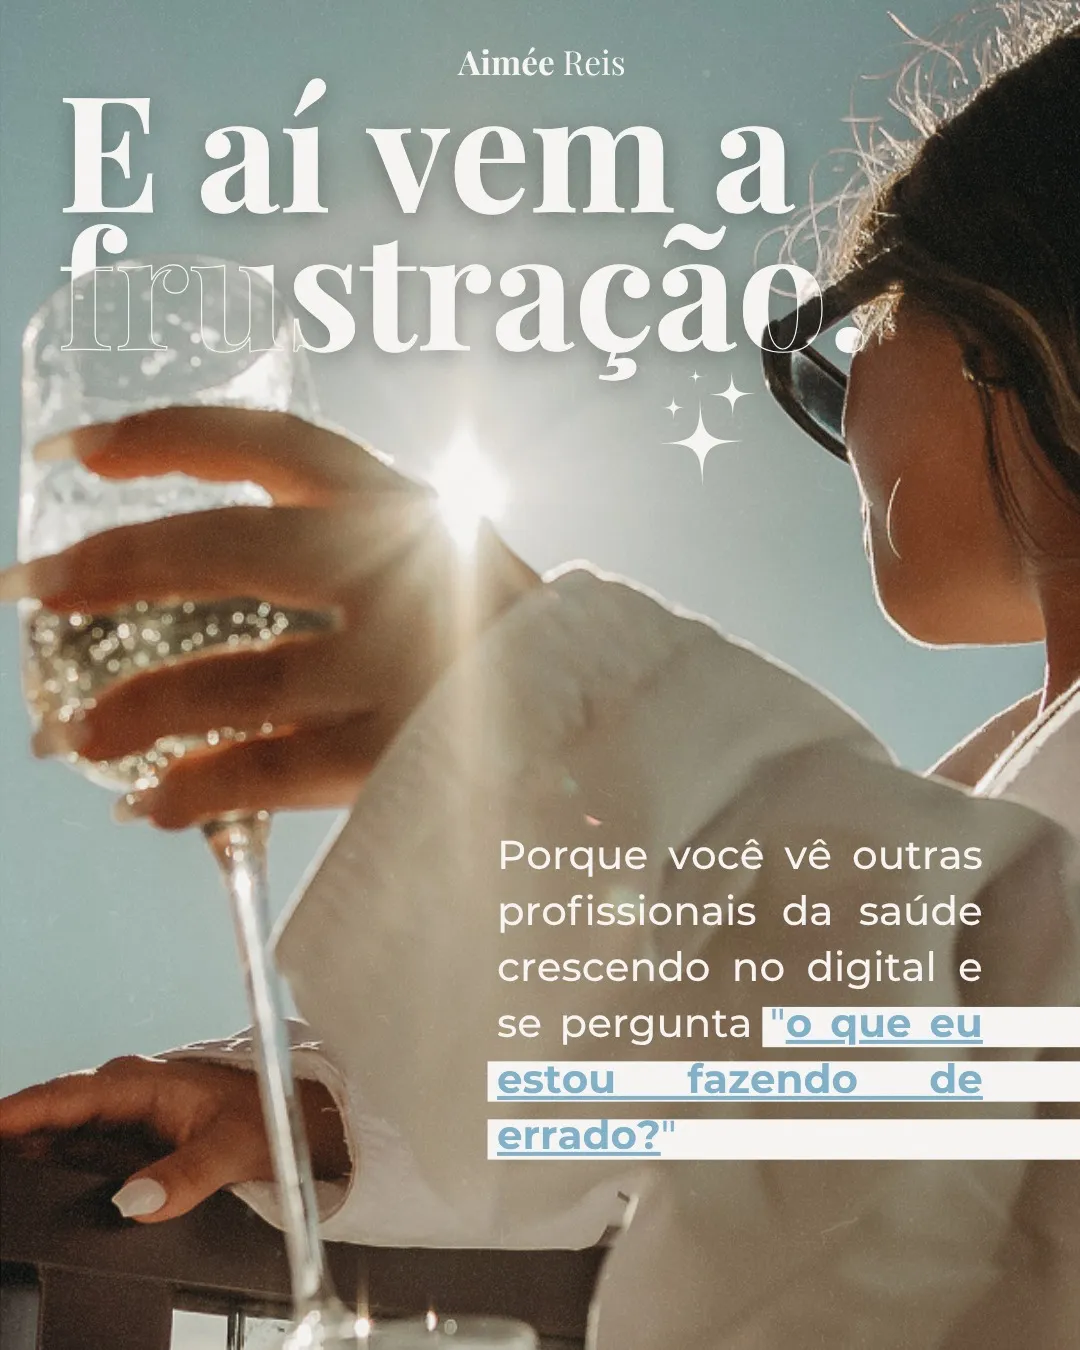 Aimée Reis
E aí vem a
frustração.
Porque você vê outras
profissionais da saúde
crescendo no digital e
se pergunta "o que eu
estou fazendo de
errado?"